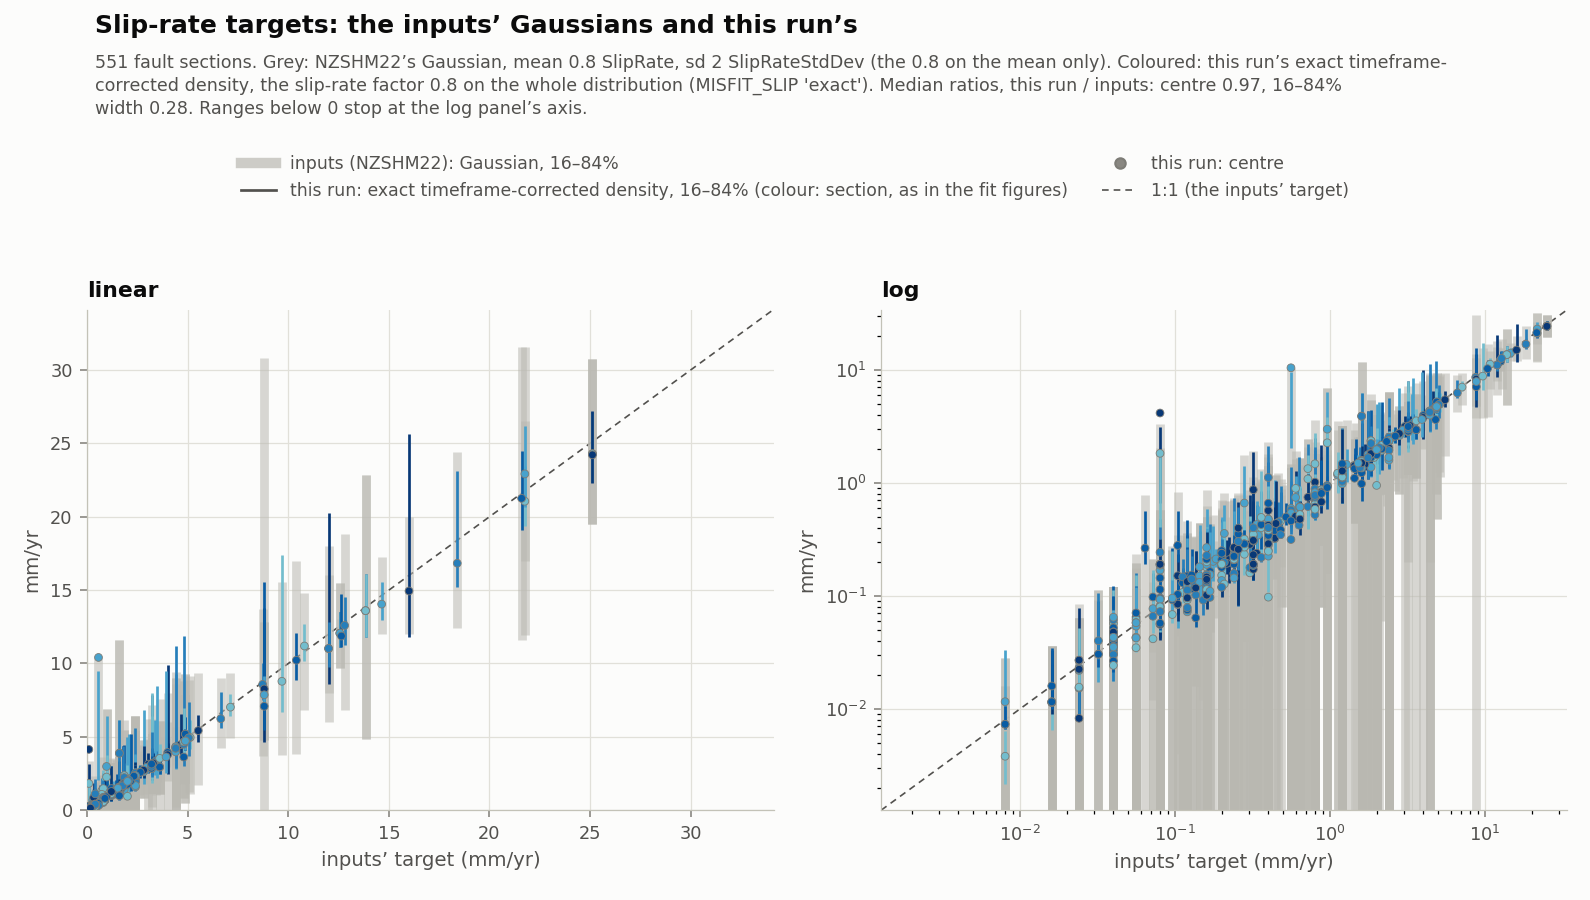 Slip-rate targets: the inputs’ Gaussians and this run’s
551 fault sections. Grey: NZSHM22’s Gaussian, mean 0.8 SlipRate, sd 2 SlipRateStdDev (the 0.8 on the mean only). Coloured: this run’s exact timeframe-
corrected density, the slip-rate factor 0.8 on the whole distribution (MISFIT_SLIP 'exact'). Median ratios, this run / inputs: centre 0.97, 16–84%
width 0.28. Ranges below 0 stop at the log panel’s axis.
inputs (NZSHM22): Gaussian, 16–84%
this run: exact timeframe-corrected density, 16–84% (colour: section, as in the fit figures)
this run: centre
1:1 (the inputs’ target)
linear
30
25
20
15
10
5
0
mm/yr
0 5 10 15 20 25 30
inputs’ target (mm/yr)
log
10¹
10⁰
10⁻¹
10⁻²
mm/yr
10⁻² 10⁻¹ 10⁰ 10¹
inputs’ target (mm/yr)